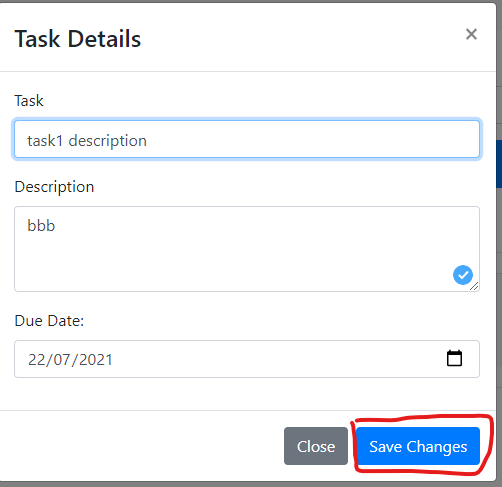 Task Details ×
Task
task1 description
Description
bbb
Due Date:
22/07/2021
Close Save Changes